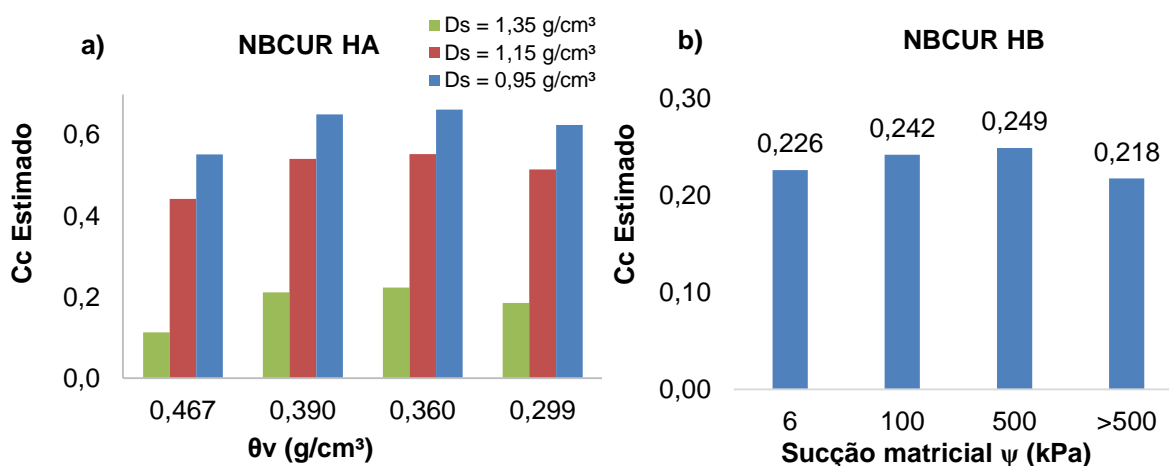 a)
NBCUR HA
Ds = 1,35 g/cm³
Ds = 1,15 g/cm³
Ds = 0,95 g/cm³
Cc Estimado
0,6
0,4
0,2
0,0
0,467 0,390 0,360 0,299
θv (g/cm³)
b)
NBCUR HB
Cc Estimado
0,30
0,20
0,10
0,00
0,226 0,242 0,249 0,218
6 100 500 >500
Sucção matricial ψ (kPa)